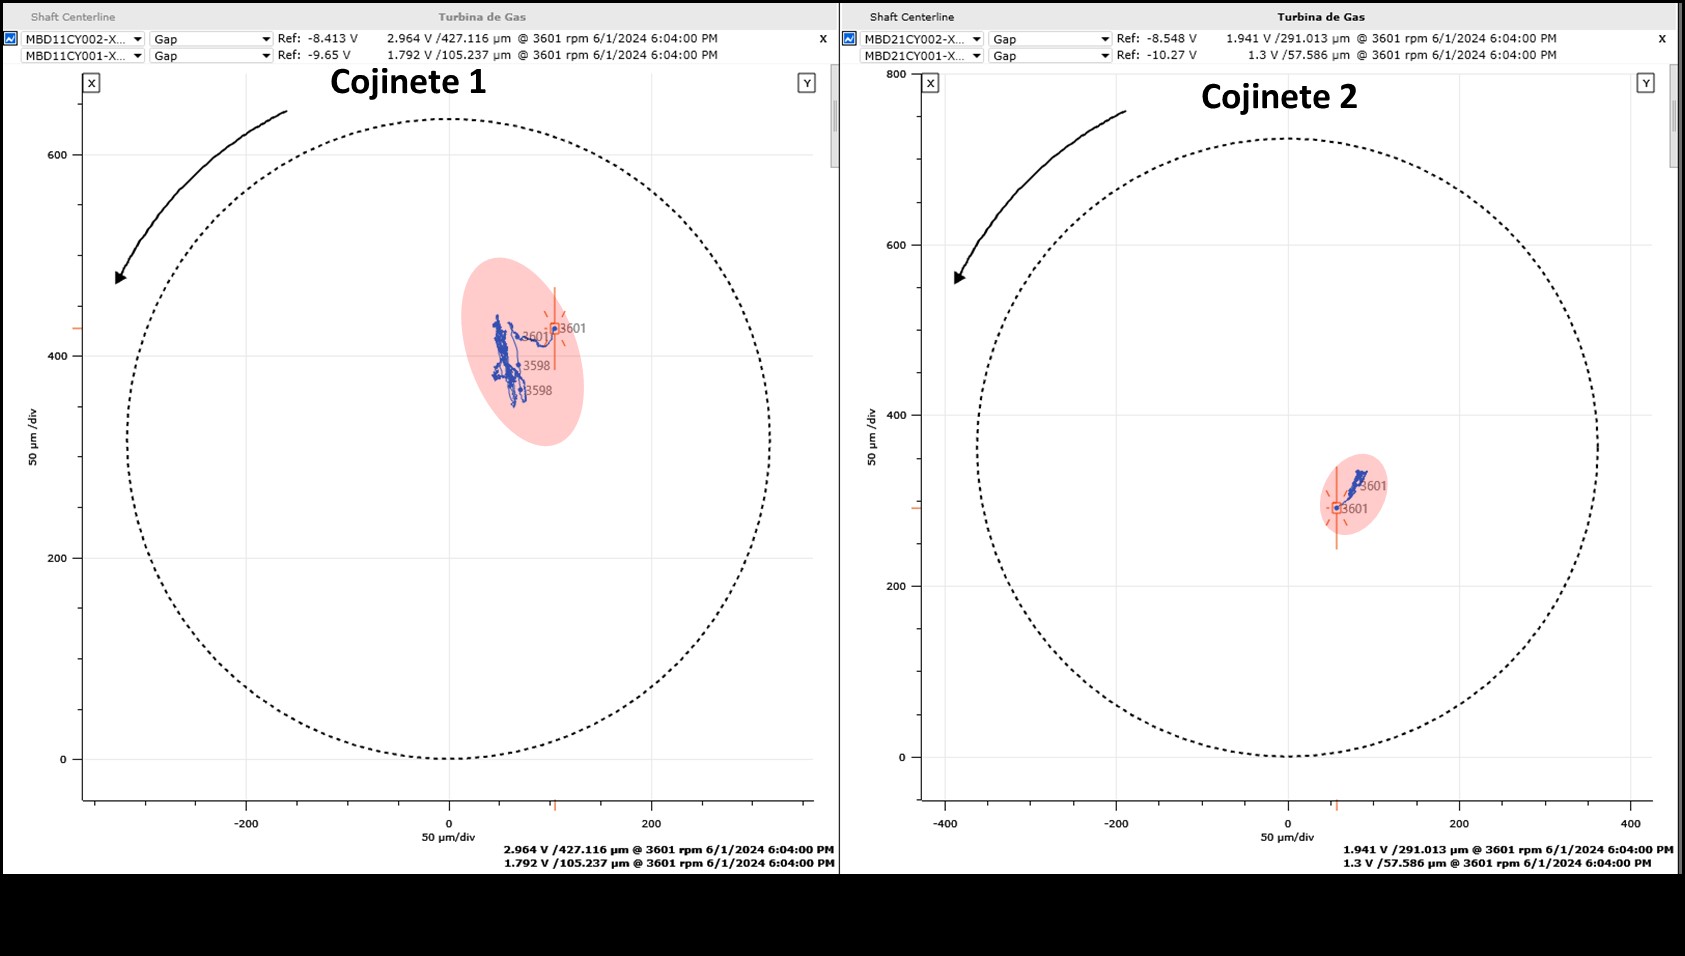 Shaft Centerline Turbina de Gas
MBD11CY002-X... Gap Ref: -8.413 V 2.964 V /427.116 µm @ 3601 rpm 6/1/2024 6:04:00 PM X
MBD11CY001-X... Gap Ref: -9.65 V 1.792 V /105.237 µm @ 3601 rpm 6/1/2024 6:04:00 PM
X Cojinete 1 Y
600
400
200
0
50 µm /div
3601 3601
3598
3598
-200 0 200
50 µm/div
2.964 V /427.116 µm @ 3601 rpm 6/1/2024 6:04:00 PM
1.792 V /105.237 µm @ 3601 rpm 6/1/2024 6:04:00 PM
Shaft Centerline Turbina de Gas
MBD21CY002-X... Gap Ref: -8.548 V 1.941 V /291.013 µm @ 3601 rpm 6/1/2024 6:04:00 PM X
MBD21CY001-X... Gap Ref: -10.27 V 1.3 V /57.586 µm @ 3601 rpm 6/1/2024 6:04:00 PM
X Cojinete 2 Y
800
600
400
200
0
50 µm /div
3601
3601
-400 -200 0 200 400
50 µm/div
1.941 V /291.013 µm @ 3601 rpm 6/1/2024 6:04:00 PM
1.3 V /57.586 µm @ 3601 rpm 6/1/2024 6:04:00 PM